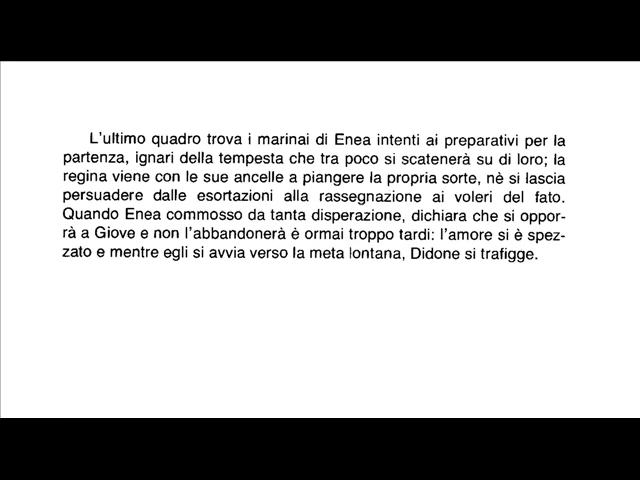 L'ultimo quadro trova i marinai di Enea intenti ai preparativi per la
partenza, ignari della tempesta che tra poco si scatenerà su di loro; la
regina viene con le sue ancelle a piangere la propria sorte, nè si lascia
persuadere dalle esortazioni alla rassegnazione ai voleri del fato.
Quando Enea commosso da tanta disperazione, dichiara che si oppor-
rà a Giove e non l'abbandonerà è ormai troppo tardi: l'amore si è spez-
zato e mentre egli si avvia verso la meta lontana, Didone si trafigge.